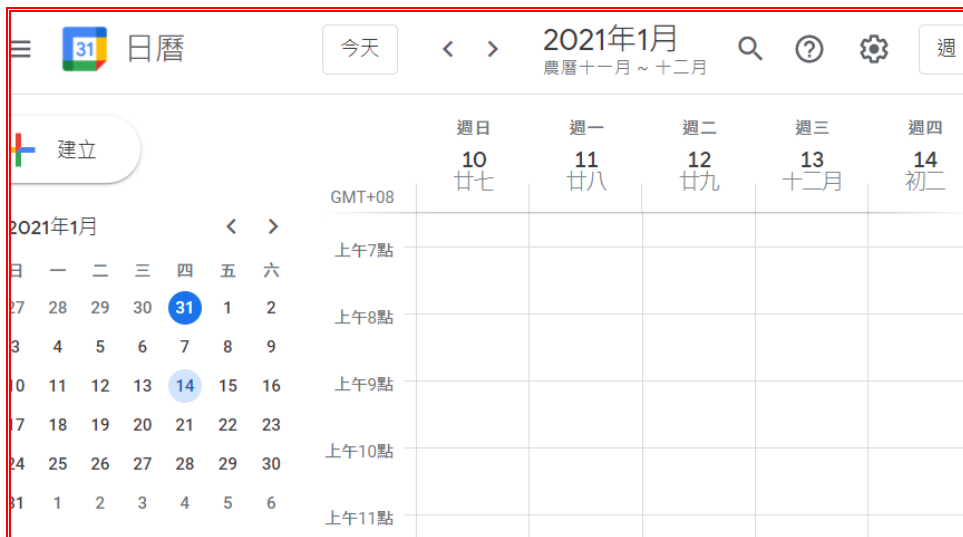 31 日曆 今天 2021年1月 週
農曆十一月 ~ 十二月
建立
週日 週一 週二 週三 週四
10 11 12 13 14
廿七 廿八 廿九 十二月 初二
GMT+08
2021年1月
日 一 二 三 四 五 六
27 28 29 30 31 1 2
3 4 5 6 7 8 9
10 11 12 13 14 15 16
17 18 19 20 21 22 23
24 25 26 27 28 29 30
31 1 2 3 4 5 6
上午7點
上午8點
上午9點
上午10點
上午11點